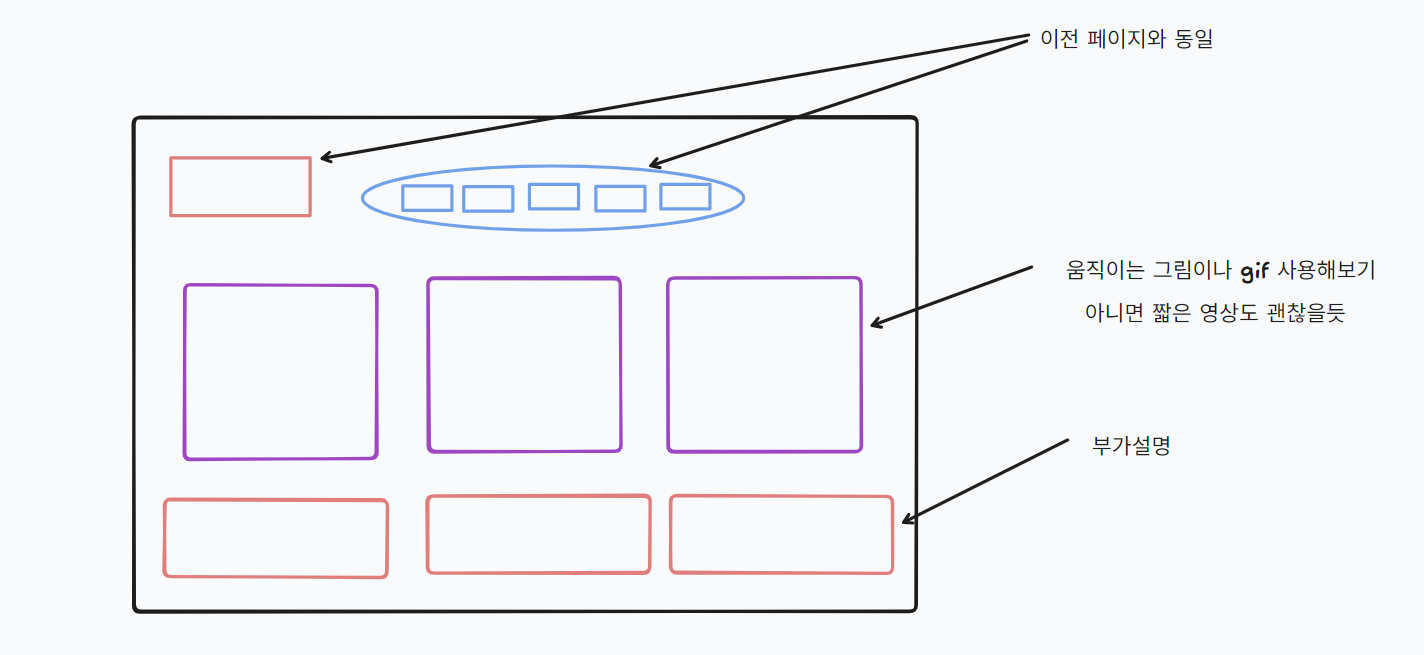 이전 페이지와 동일
움직이는 그림이나 gif 사용해보기
아니면 짧은 영상도 괜찮을듯
부가설명